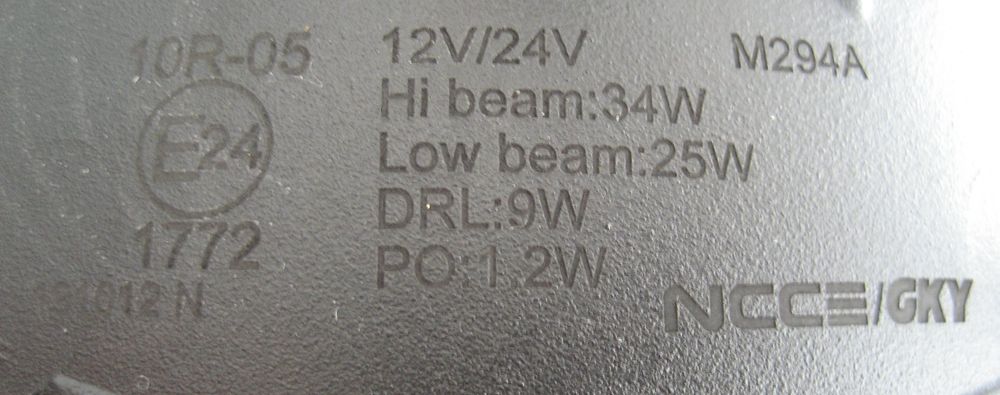 10R-05
E24
1772
12V/24V
Hi beam:34W
Low beam:25W
DRL:9W
PO:1.2W
M294A
NCCE/GKY